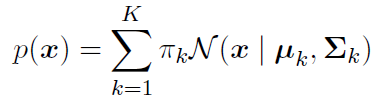 p(𝒙) = ∑_{k=1}^{K} π_k 𝒩(𝒙 | 𝝁_k, 𝚺_k)